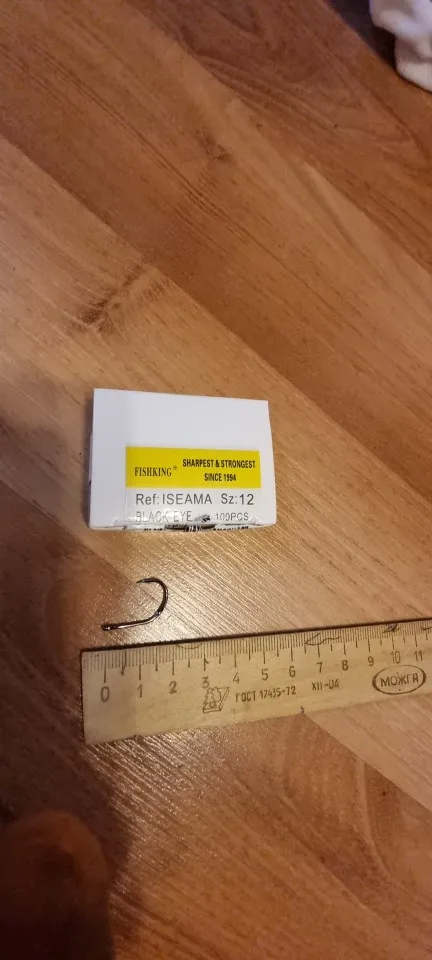 FISHKING® SHARPEST & STRONGEST
SINCE 1994
Ref: ISEAMA Sz: 12
BLACK EYE 100PCS
0 1 2 3 4 5 6 7 8 9 10 11
ГОСТ 17435-72 XII-UA МОЖГА